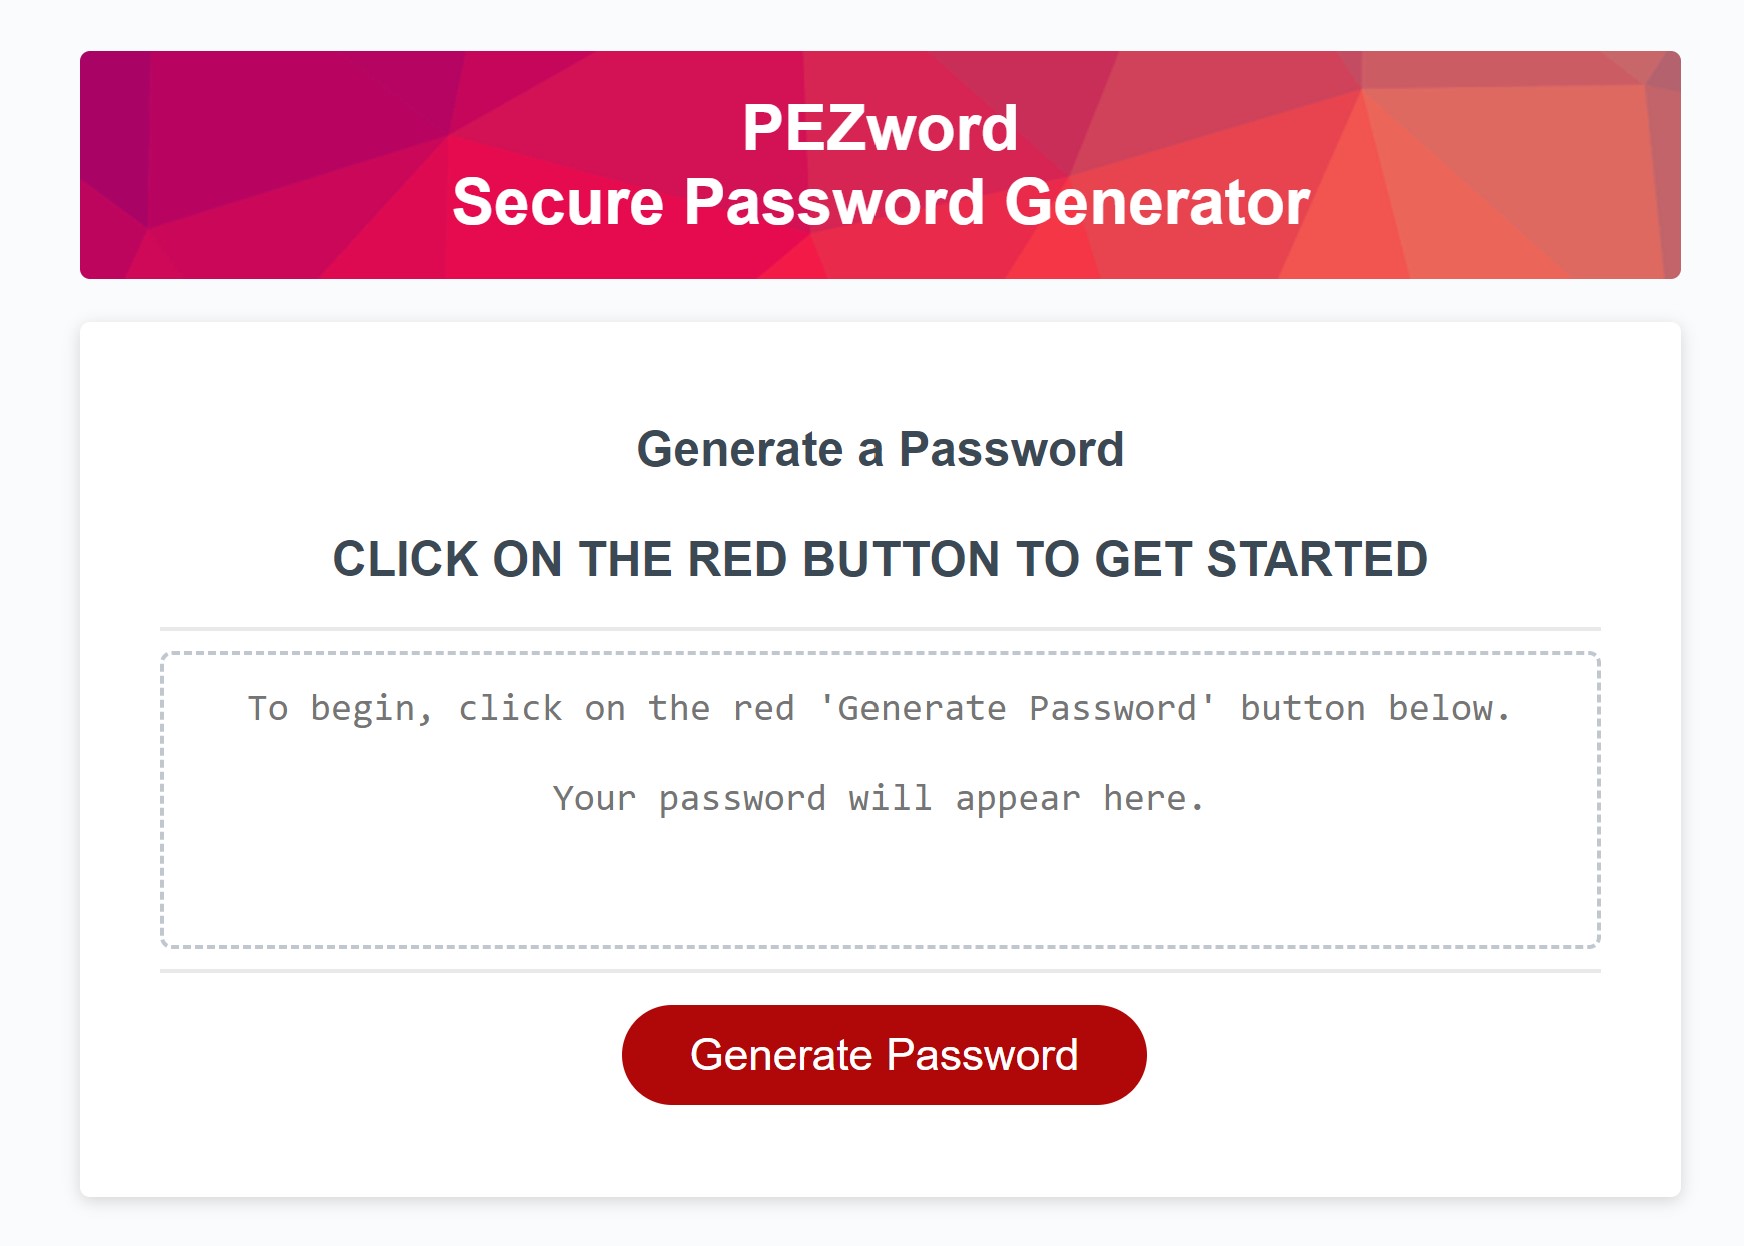 PEZword
Secure Password Generator
Generate a Password
CLICK ON THE RED BUTTON TO GET STARTED
To begin, click on the red 'Generate Password' button below.
Your password will appear here.
Generate Password